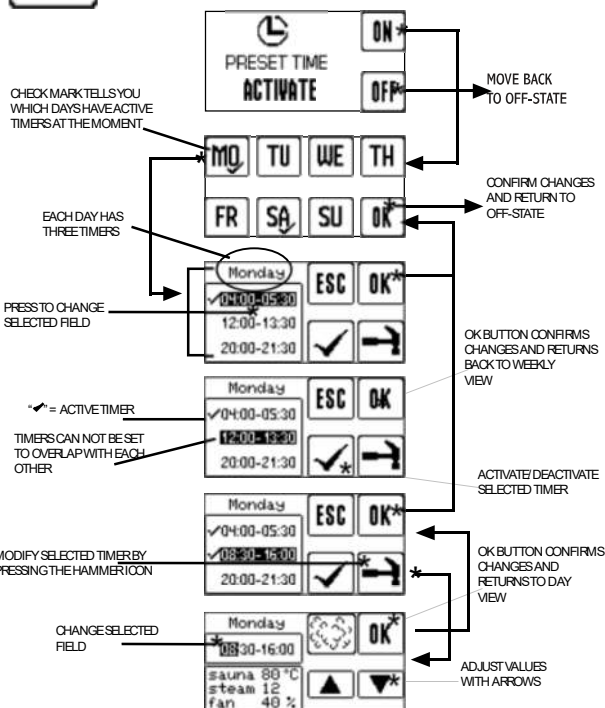 ON
PRESET TIME
ACTIVATE
OFF
MOVE BACK
TO OFF-STATE
CHECK MARK TELLS YOU
WHICH DAYS HAVE ACTIVE
TIMERS AT THE MOMENT
MO TU WE TH
FR SA SU OK
CONFIRM CHANGES
AND RETURN TO
OFF-STATE
EACH DAY HAS
THREE TIMERS
Monday
✓04:00-05:30
12:00-13:30
20:00-21:30
ESC OK
PRESS TO CHANGE
SELECTED FIELD
OK BUTTON CONFIRMS
CHANGES AND RETURNS
BACK TO WEEKLY
VIEW
Monday
✓04:00-05:30
12:00-13:30
20:00-21:30
ESC OK
"✔" = ACTIVE TIMER
TIMERS CAN NOT BE SET
TO OVERLAP WITH EACH
OTHER
ACTIVATE/DEACTIVATE
SELECTED TIMER
Monday
✓04:00-05:30
✓08:30-16:00
20:00-21:30
ESC OK
MODIFY SELECTED TIMER BY
PRESSING THE HAMMER ICON
OK BUTTON CONFIRMS
CHANGES AND
RETURNS TO DAY
VIEW
Monday
08:30-16:00
OK
CHANGE SELECTED
FIELD
sauna 80 °C
steam 12
fan 40 %
ADJUST VALUES
WITH ARROWS